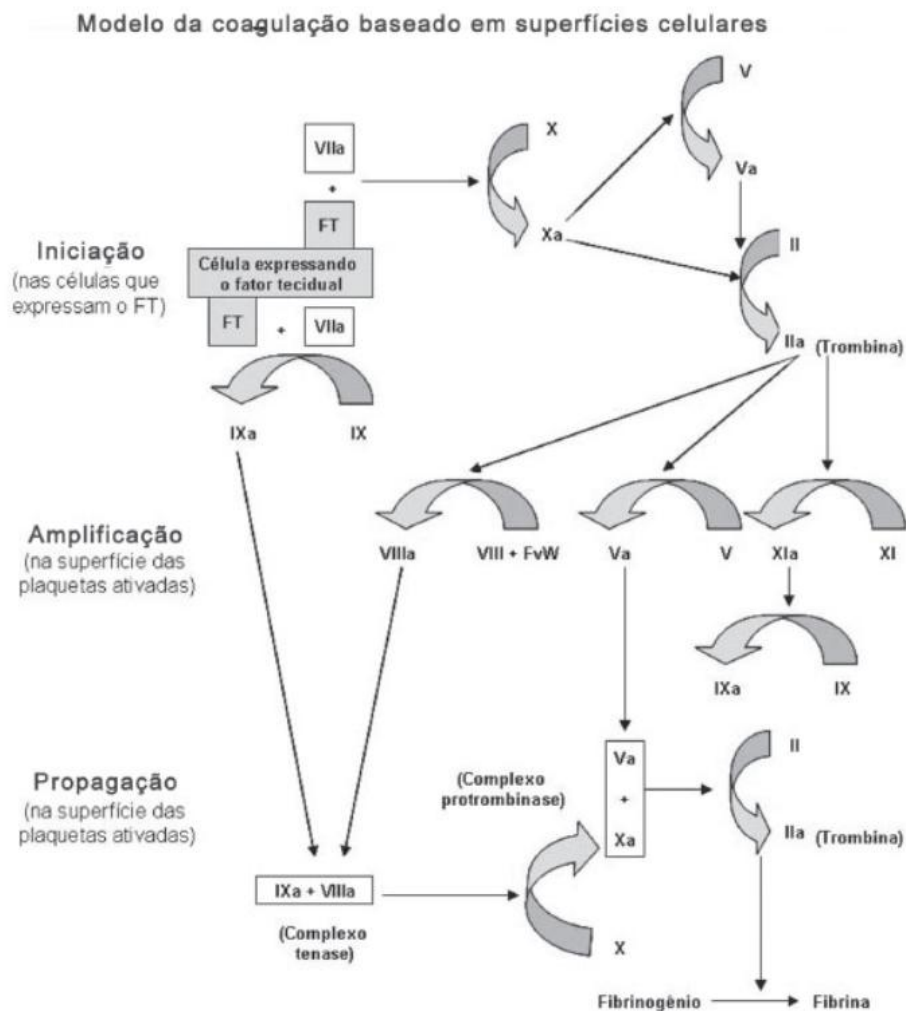 Modelo da coagulação baseado em superfícies celulares
V
X
VIIa
+
Va
FT
Xa
II
Iniciação
(nas células que
expressam o FT)
Célula expressando
o fator tecidual
FT
+
VIIa
IIa (Trombina)
IXa
IX
Amplificação
(na superfície das
plaquetas ativadas)
VIIIa
VIII + FvW
Va
V
XIa
XI
IXa
IX
Propagação
(na superfície das
plaquetas ativadas)
(Complexo
protrombinase)
Va
+
Xa
II
IIa (Trombina)
IXa + VIIIa
(Complexo
tenase)
X
Fibrinogênio
Fibrina